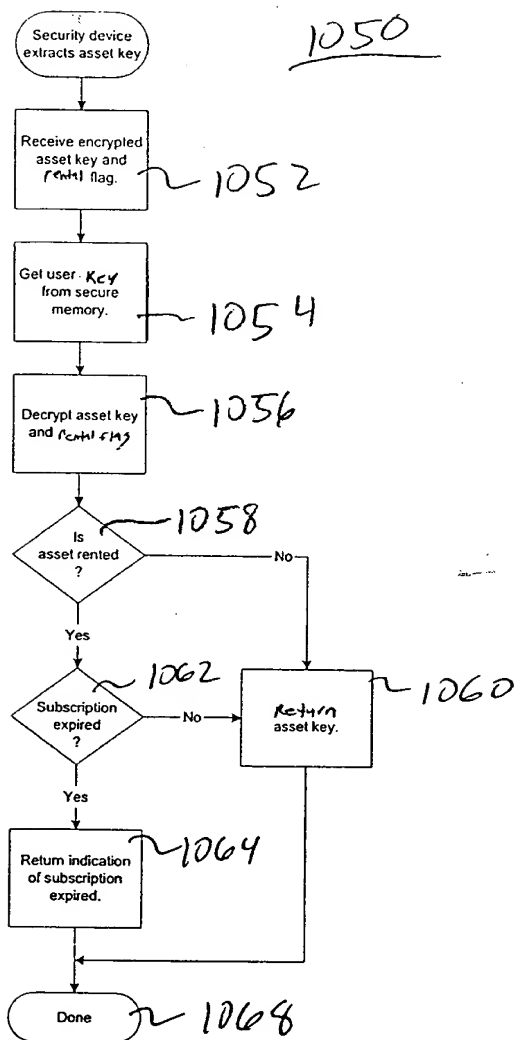 Security device
extracts asset key
1050
Receive encrypted
asset key and
rental flag.
1052
Get user key
from secure
memory.
1054
Decrypt asset key
and rental flag
1056
Is
asset rented
?
1058
No
Yes
Subscription
expired
?
1062
No
Return
asset key.
1060
Yes
Return indication
of subscription
expired.
1064
Done
1068